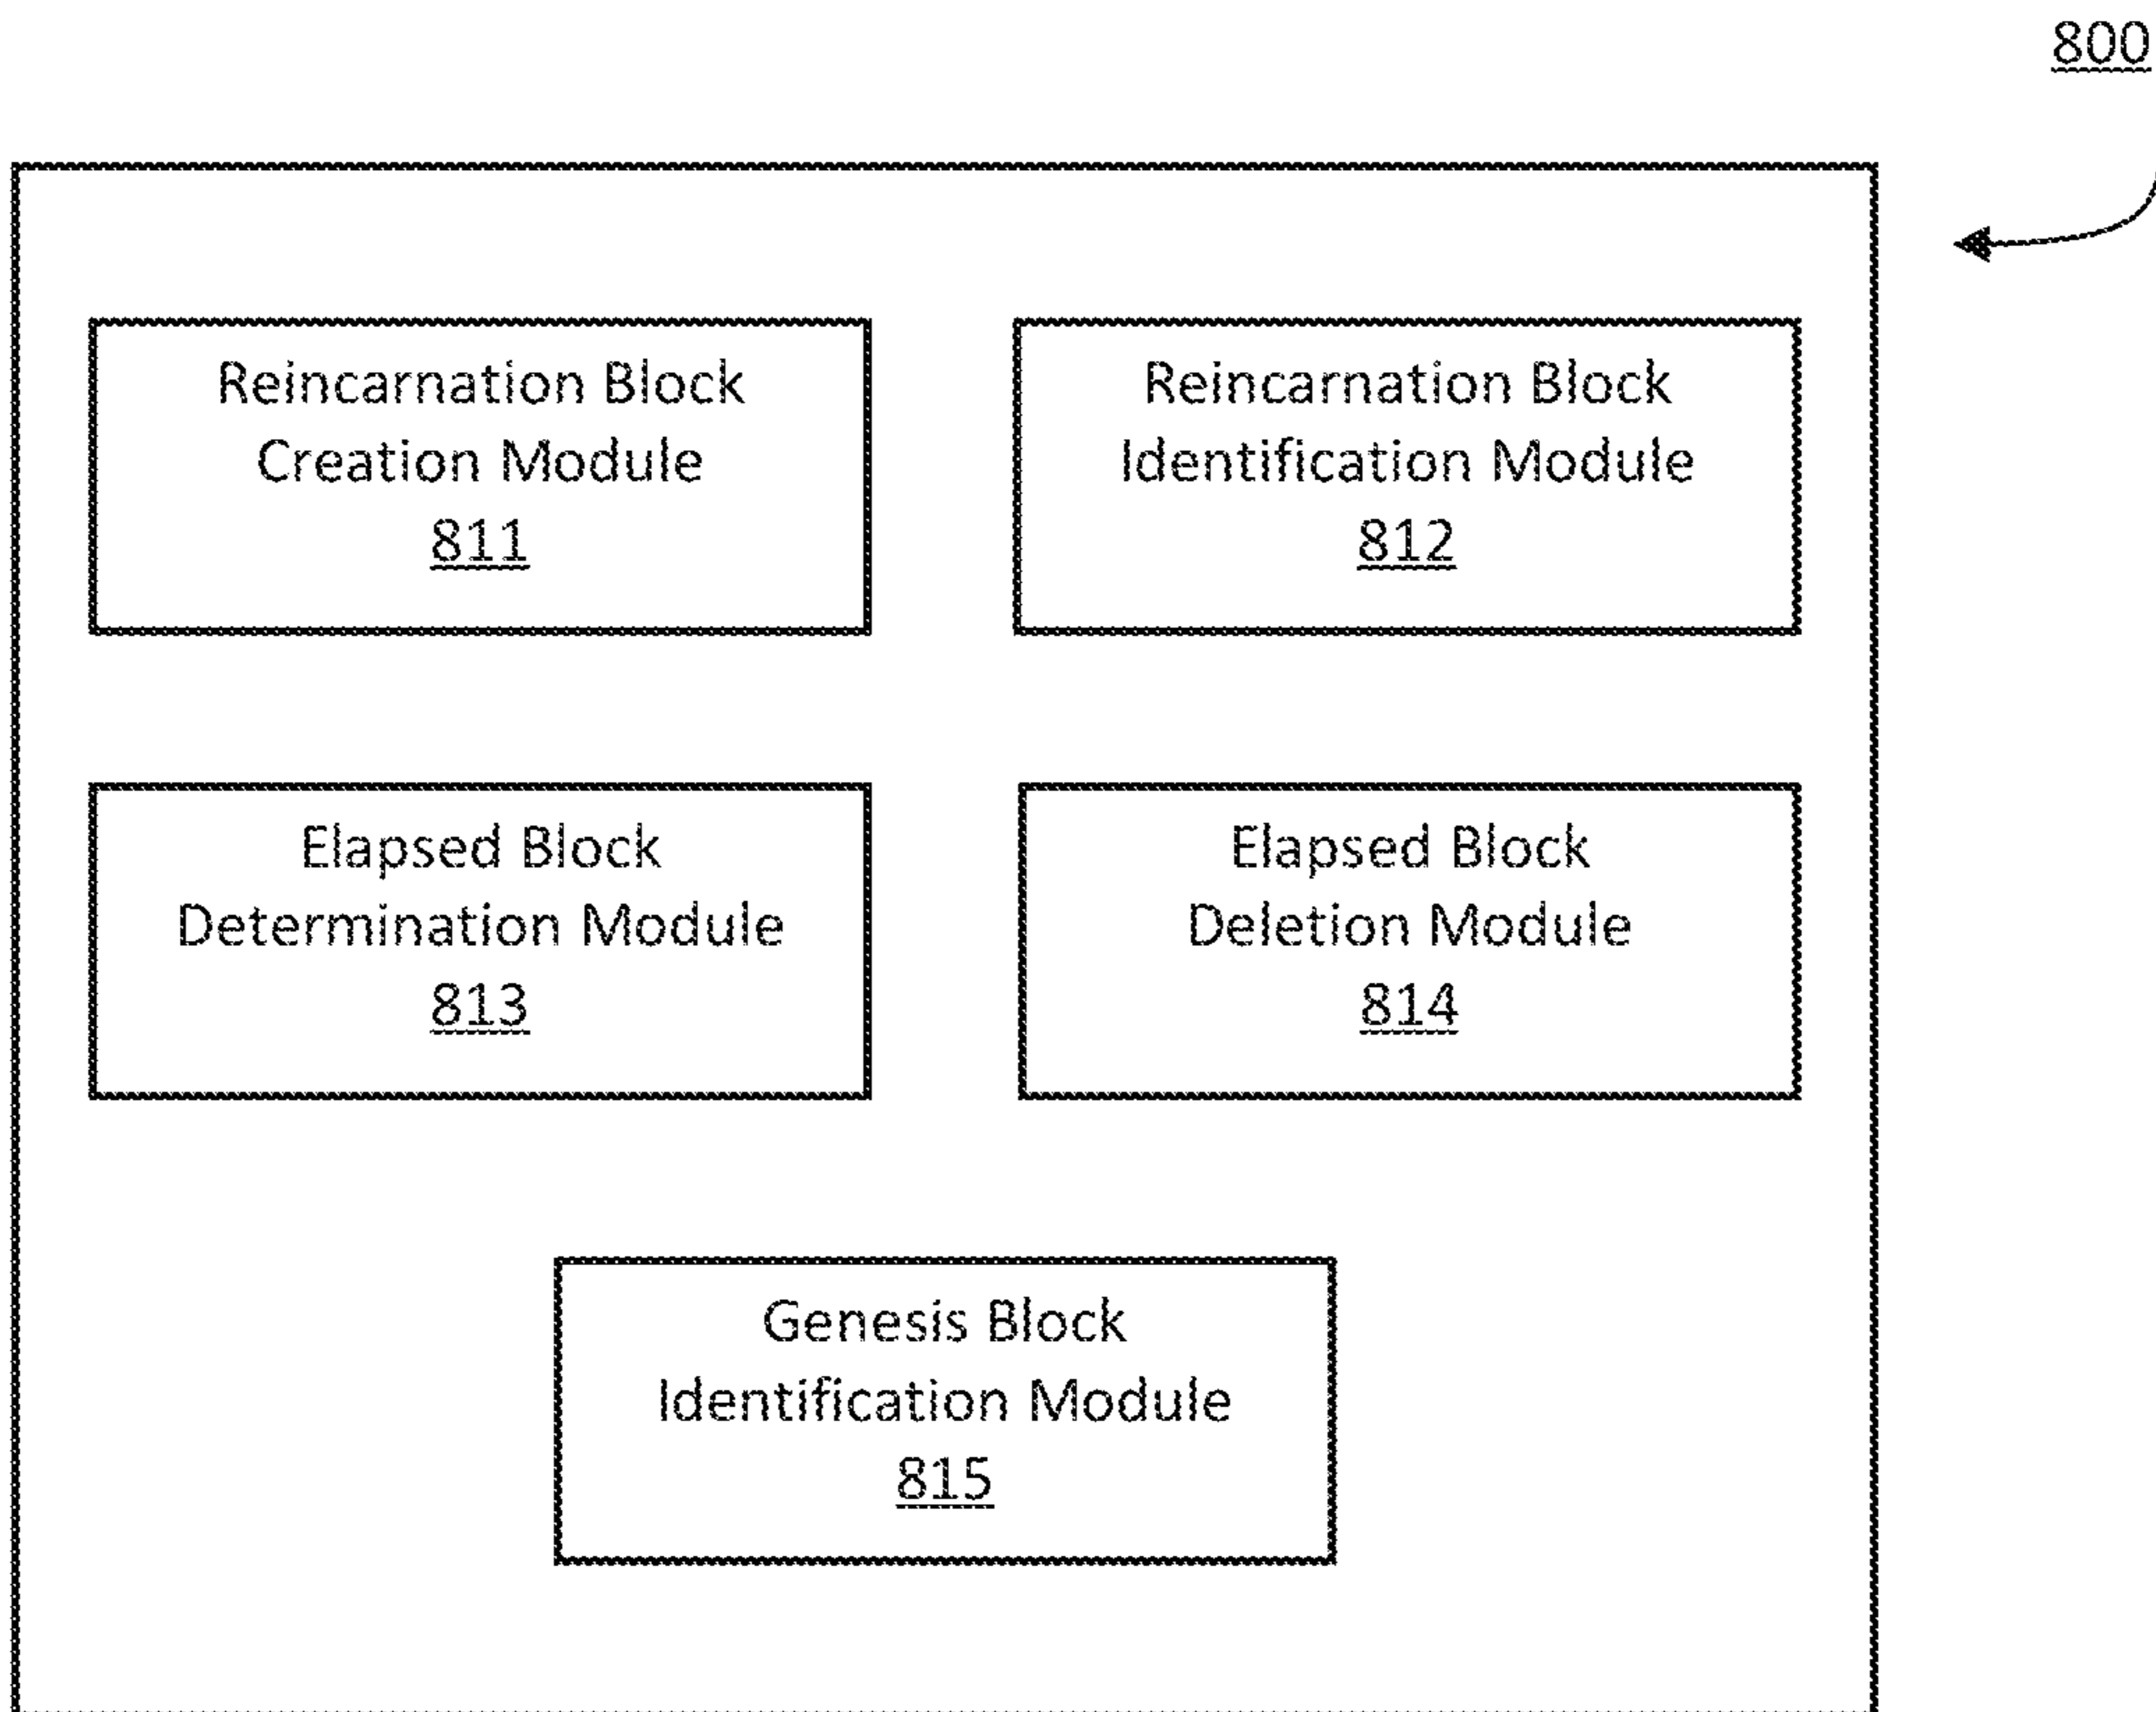 800
Reincarnation Block
Creation Module
811
Reincarnation Block
Identification Module
812
Elapsed Block
Determination Module
813
Elapsed Block
Deletion Module
814
Genesis Block
Identification Module
815